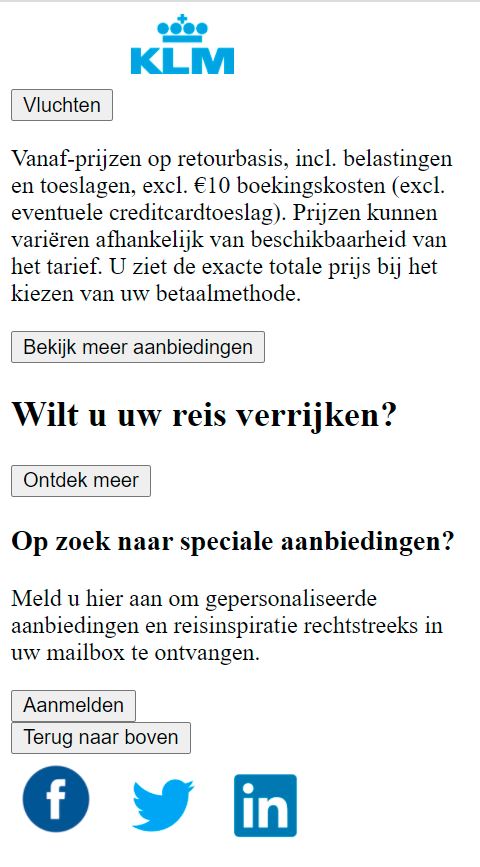 KLM
Vluchten
Vanaf-prijzen op retourbasis, incl. belastingen
en toeslagen, excl. €10 boekingskosten (excl.
eventuele creditcardtoeslag). Prijzen kunnen
variëren afhankelijk van beschikbaarheid van
het tarief. U ziet de exacte totale prijs bij het
kiezen van uw betaalmethode.
Bekijk meer aanbiedingen
Wilt u uw reis verrijken?
Ontdek meer
Op zoek naar speciale aanbiedingen?
Meld u hier aan om gepersonaliseerde
aanbiedingen en reisinspiratie rechtstreeks in
uw mailbox te ontvangen.
Aanmelden
Terug naar boven
f in